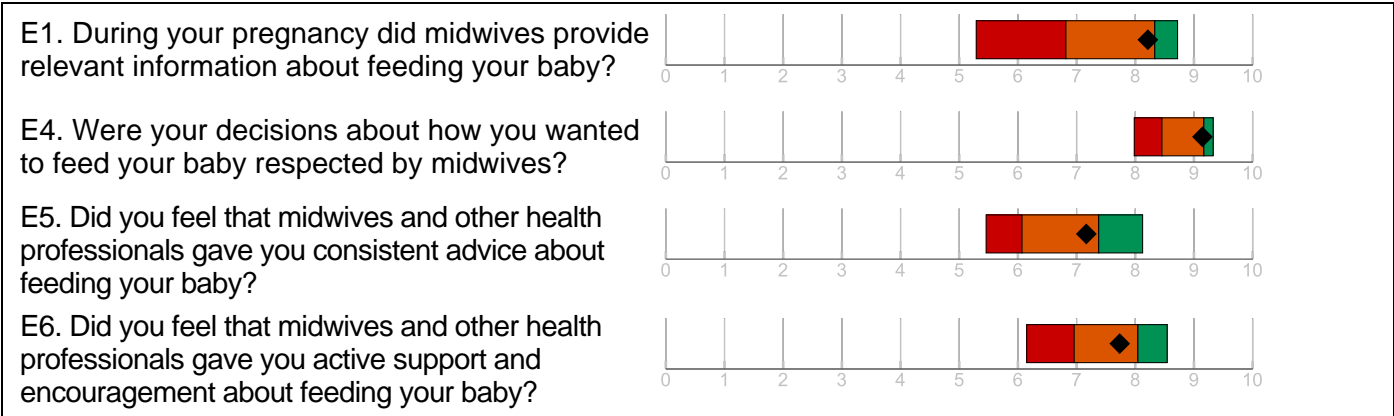 E1. During your pregnancy did midwives provide
relevant information about feeding your baby?
0 1 2 3 4 5 6 7 8 9 10
E4. Were your decisions about how you wanted
to feed your baby respected by midwives?
0 1 2 3 4 5 6 7 8 9 10
E5. Did you feel that midwives and other health
professionals gave you consistent advice about
feeding your baby?
0 1 2 3 4 5 6 7 8 9 10
E6. Did you feel that midwives and other health
professionals gave you active support and
encouragement about feeding your baby?
0 1 2 3 4 5 6 7 8 9 10